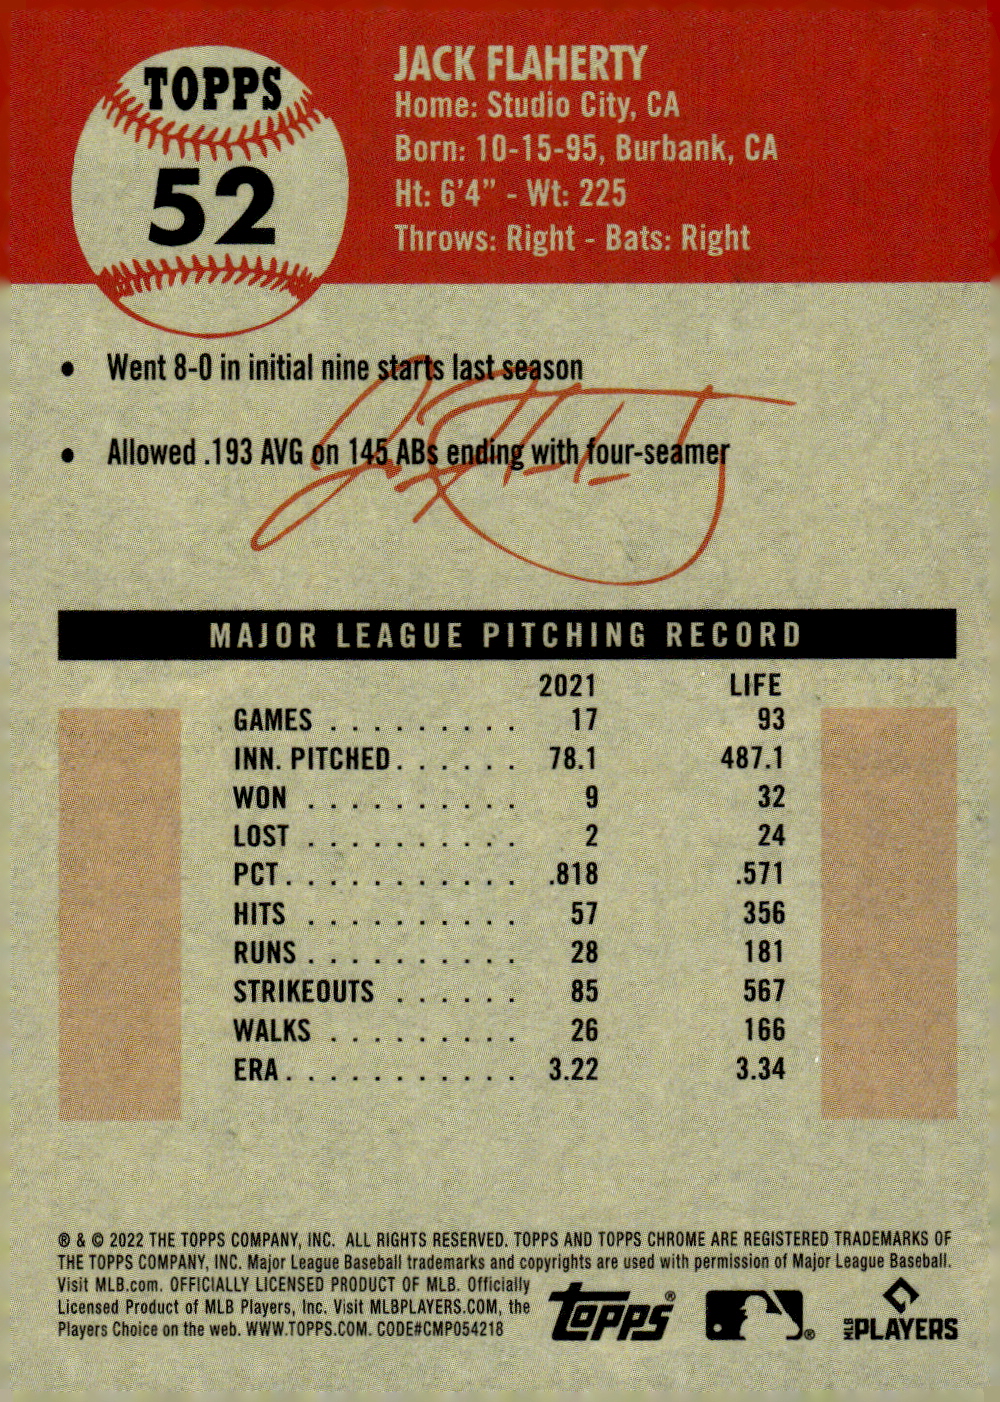 TOPPS
52
JACK FLAHERTY
Home: Studio City, CA
Born: 10-15-95, Burbank, CA
Ht: 6'4" - Wt: 225
Throws: Right - Bats: Right
• Went 8-0 in initial nine starts last season
• Allowed .193 AVG on 145 ABs ending with four-seamer
MAJOR LEAGUE PITCHING RECORD
2021 LIFE
GAMES . . . . . . . . . 17 93
INN. PITCHED. . . . . . 78.1 487.1
WON . . . . . . . . . . 9 32
LOST . . . . . . . . . . 2 24
PCT. . . . . . . . . . . .818 .571
HITS . . . . . . . . . . 57 356
RUNS . . . . . . . . . . 28 181
STRIKEOUTS . . . . . . 85 567
WALKS . . . . . . . . . 26 166
ERA. . . . . . . . . . . 3.22 3.34
® & © 2022 THE TOPPS COMPANY, INC. ALL RIGHTS RESERVED. TOPPS AND TOPPS CHROME ARE REGISTERED TRADEMARKS OF
THE TOPPS COMPANY, INC. Major League Baseball trademarks and copyrights are used with permission of Major League Baseball.
Visit MLB.com. OFFICIALLY LICENSED PRODUCT OF MLB. Officially
Licensed Product of MLB Players, Inc. Visit MLBPLAYERS.COM, the
Players Choice on the web. WWW.TOPPS.COM. CODE#CMP054218
Topps ®
®
MLB PLAYERS